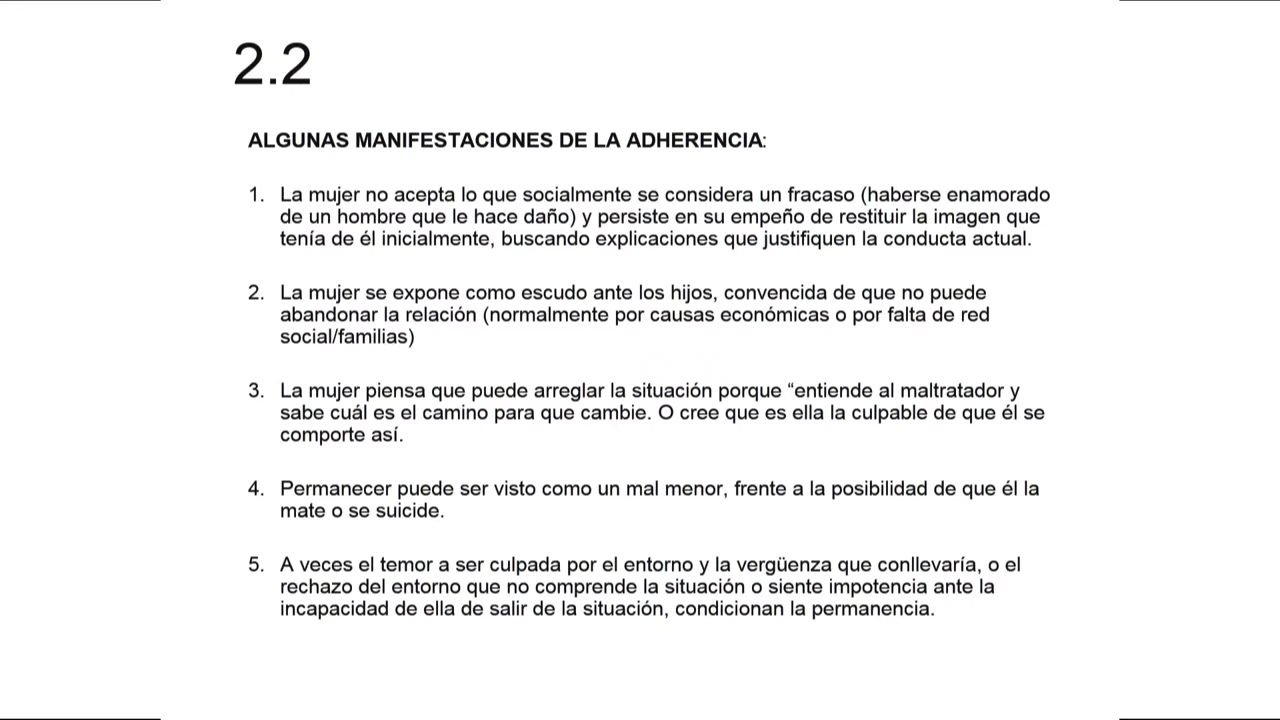 2.2
ALGUNAS MANIFESTACIONES DE LA ADHERENCIA:
1. La mujer no acepta lo que socialmente se considera un fracaso (haberse enamorado
de un hombre que le hace daño) y persiste en su empeño de restituir la imagen que
tenía de él inicialmente, buscando explicaciones que justifiquen la conducta actual.
2. La mujer se expone como escudo ante los hijos, convencida de que no puede
abandonar la relación (normalmente por causas económicas o por falta de red
social/familias)
3. La mujer piensa que puede arreglar la situación porque “entiende al maltratador y
sabe cuál es el camino para que cambie. O cree que es ella la culpable de que él se
comporte así.
4. Permanecer puede ser visto como un mal menor, frente a la posibilidad de que él la
mate o se suicide.
5. A veces el temor a ser culpada por el entorno y la vergüenza que conllevaría, o el
rechazo del entorno que no comprende la situación o siente impotencia ante la
incapacidad de ella de salir de la situación, condicionan la permanencia.